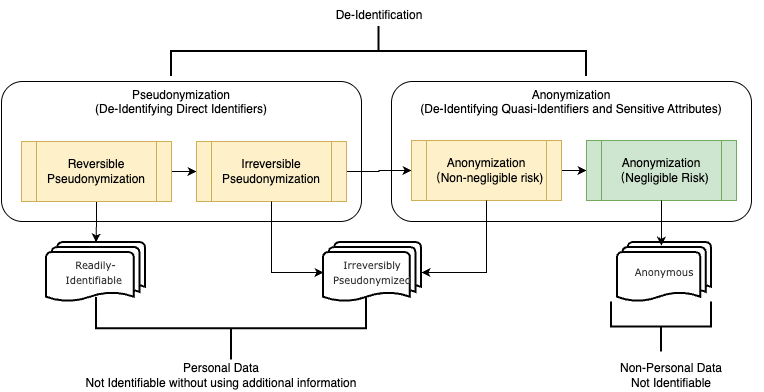 De-Identification
Pseudonymization
(De-Identifying Direct Identifiers)
Anonymization
(De-Identifying Quasi-Identifiers and Sensitive Attributes)
Reversible
Pseudonymization
Irreversible
Pseudonymization
Anonymization
(Non-negligible risk)
Anonymization
(Negligible Risk)
Readily-
Identifiable
Irreversibly
Pseudonymized
Anonymous
Personal Data
Not Identifiable without using additional information
Non-Personal Data
Not Identifiable